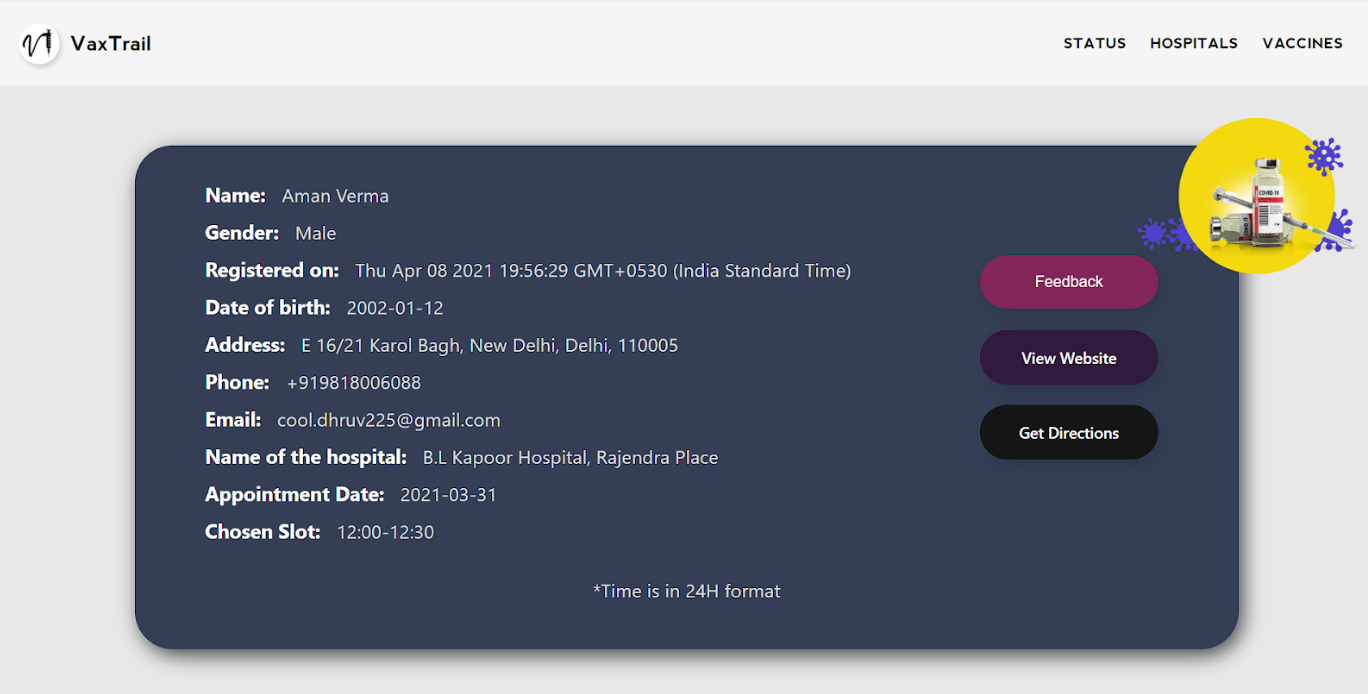 VaxTrail
STATUS HOSPITALS VACCINES
Name: Aman Verma
Gender: Male
Registered on: Thu Apr 08 2021 19:56:29 GMT+0530 (India Standard Time)
Date of birth: 2002-01-12
Address: E 16/21 Karol Bagh, New Delhi, Delhi, 110005
Phone: +919818006088
Email: cool.dhruv225@gmail.com
Name of the hospital: B.L Kapoor Hospital, Rajendra Place
Appointment Date: 2021-03-31
Chosen Slot: 12:00-12:30
*Time is in 24H format
COVID-19
Feedback
View Website
Get Directions